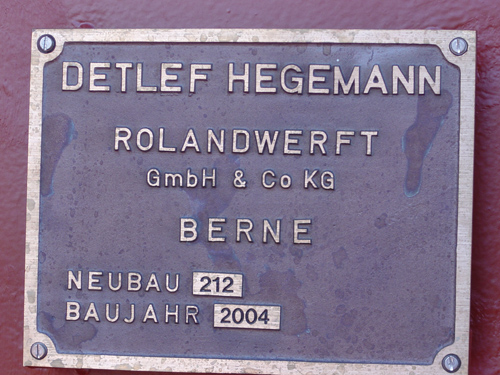 DETLEF HEGEMANN
ROLANDWERFT
GmbH & Co KG
BERNE
NEUBAU 212
BAUJAHR 2004